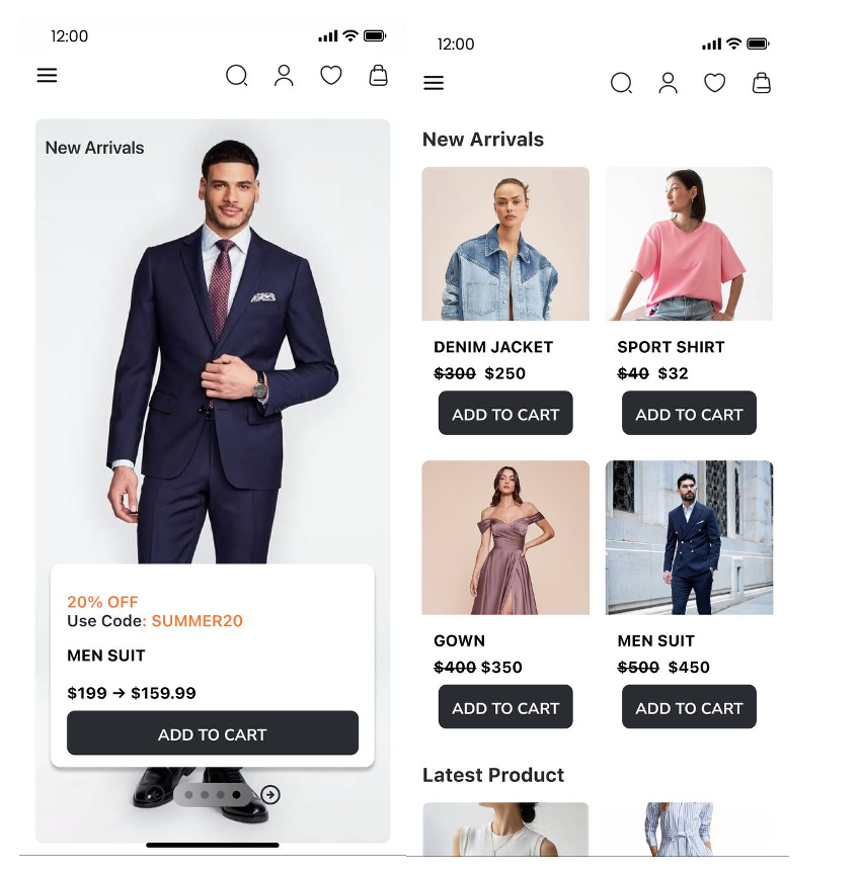 12:00
New Arrivals
20% OFF
Use Code: SUMMER20
MEN SUIT
$199 → $159.99
ADD TO CART
12:00
New Arrivals
DENIM JACKET
$300 $250
ADD TO CART
SPORT SHIRT
$40 $32
ADD TO CART
GOWN
$400 $350
ADD TO CART
MEN SUIT
$500 $450
ADD TO CART
Latest Product